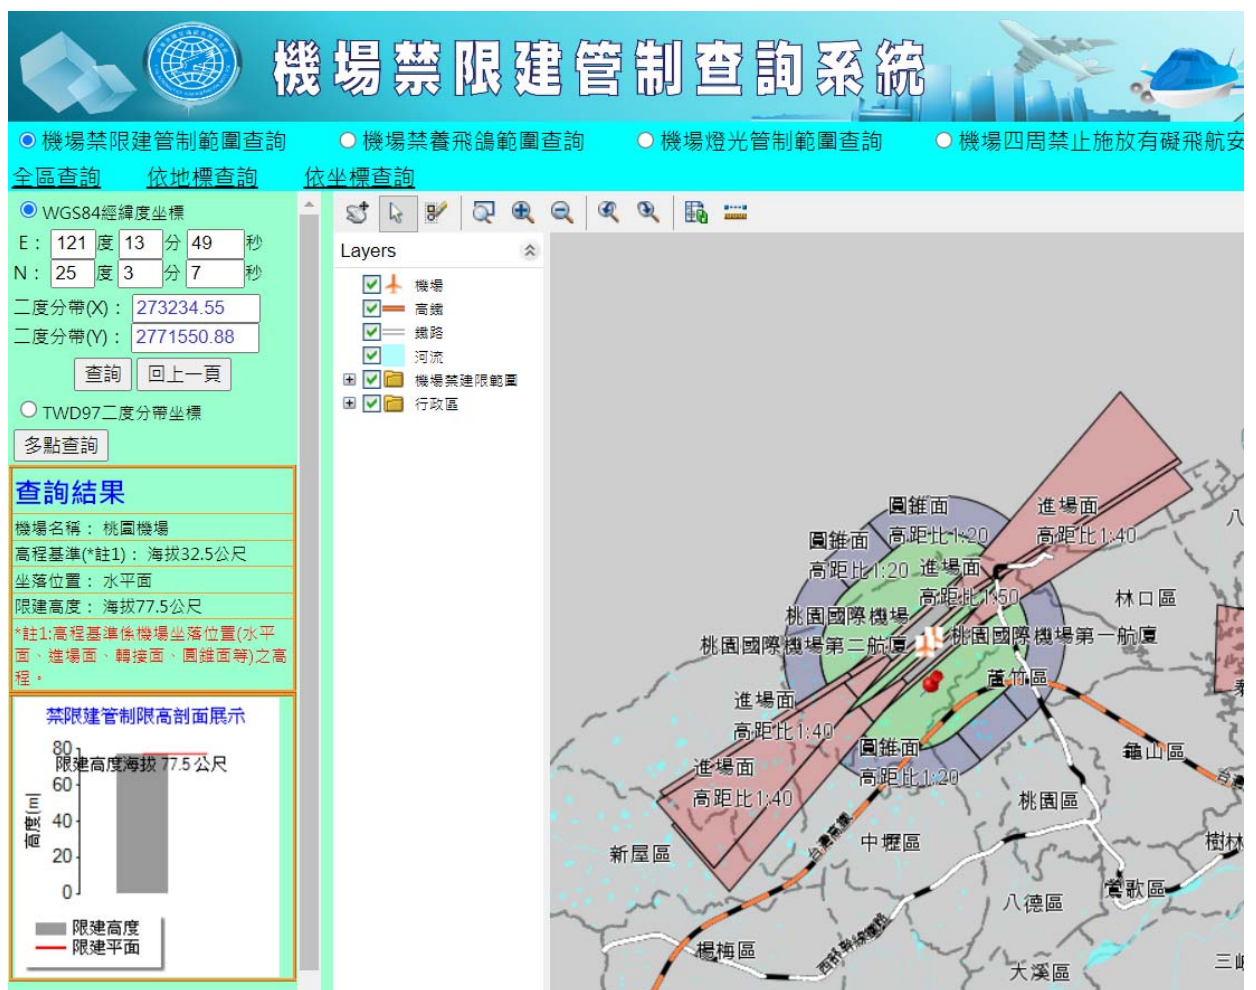 機場禁限建管制查詢系統
機場禁限建管制範圍查詢 機場禁養飛鴿範圍查詢 機場燈光管制範圍查詢 機場四周禁止施放有礙飛航安
全區查詢 依地標查詢 依坐標查詢
WGS84經緯度坐標
E： 121 度 13 分 49 秒
N： 25 度 3 分 7 秒
二度分帶(X)： 273234.55
二度分帶(Y)： 2771550.88
查詢 回上一頁
TWD97二度分帶坐標
多點查詢
查詢結果
機場名稱： 桃園機場
高程基準(*註1)： 海拔32.5公尺
坐落位置： 水平面
限建高度： 海拔77.5公尺
*註1:高程基準係機場坐落位置(水平
面、進場面、轉接面、圓錐面等)之高
程。
禁限建管制限高剖面展示
80
限建高度海拔 77.5 公尺
60
40
20
0
高度[m]
限建高度
限建平面
Layers
機場
高鐵
鐵路
河流
機場禁建限範圍
行政區
圓錐面
高距比1:20
進場面
高距比1:40
圓錐面
高距比1:20
進場面
高距比1:50
八
林口區
桃園國際機場
桃園國際機場第二航廈
桃園國際機場第一航廈
蘆竹區
進場面
高距比1:40
圓錐面
高距比1:20
進場面
高距比1:40
龜山區
桃園區
台灣高鐵
中壢區
新屋區
樹林
鶯歌區
八德區
楊梅區
西部幹線鐵路
大溪區
三峽